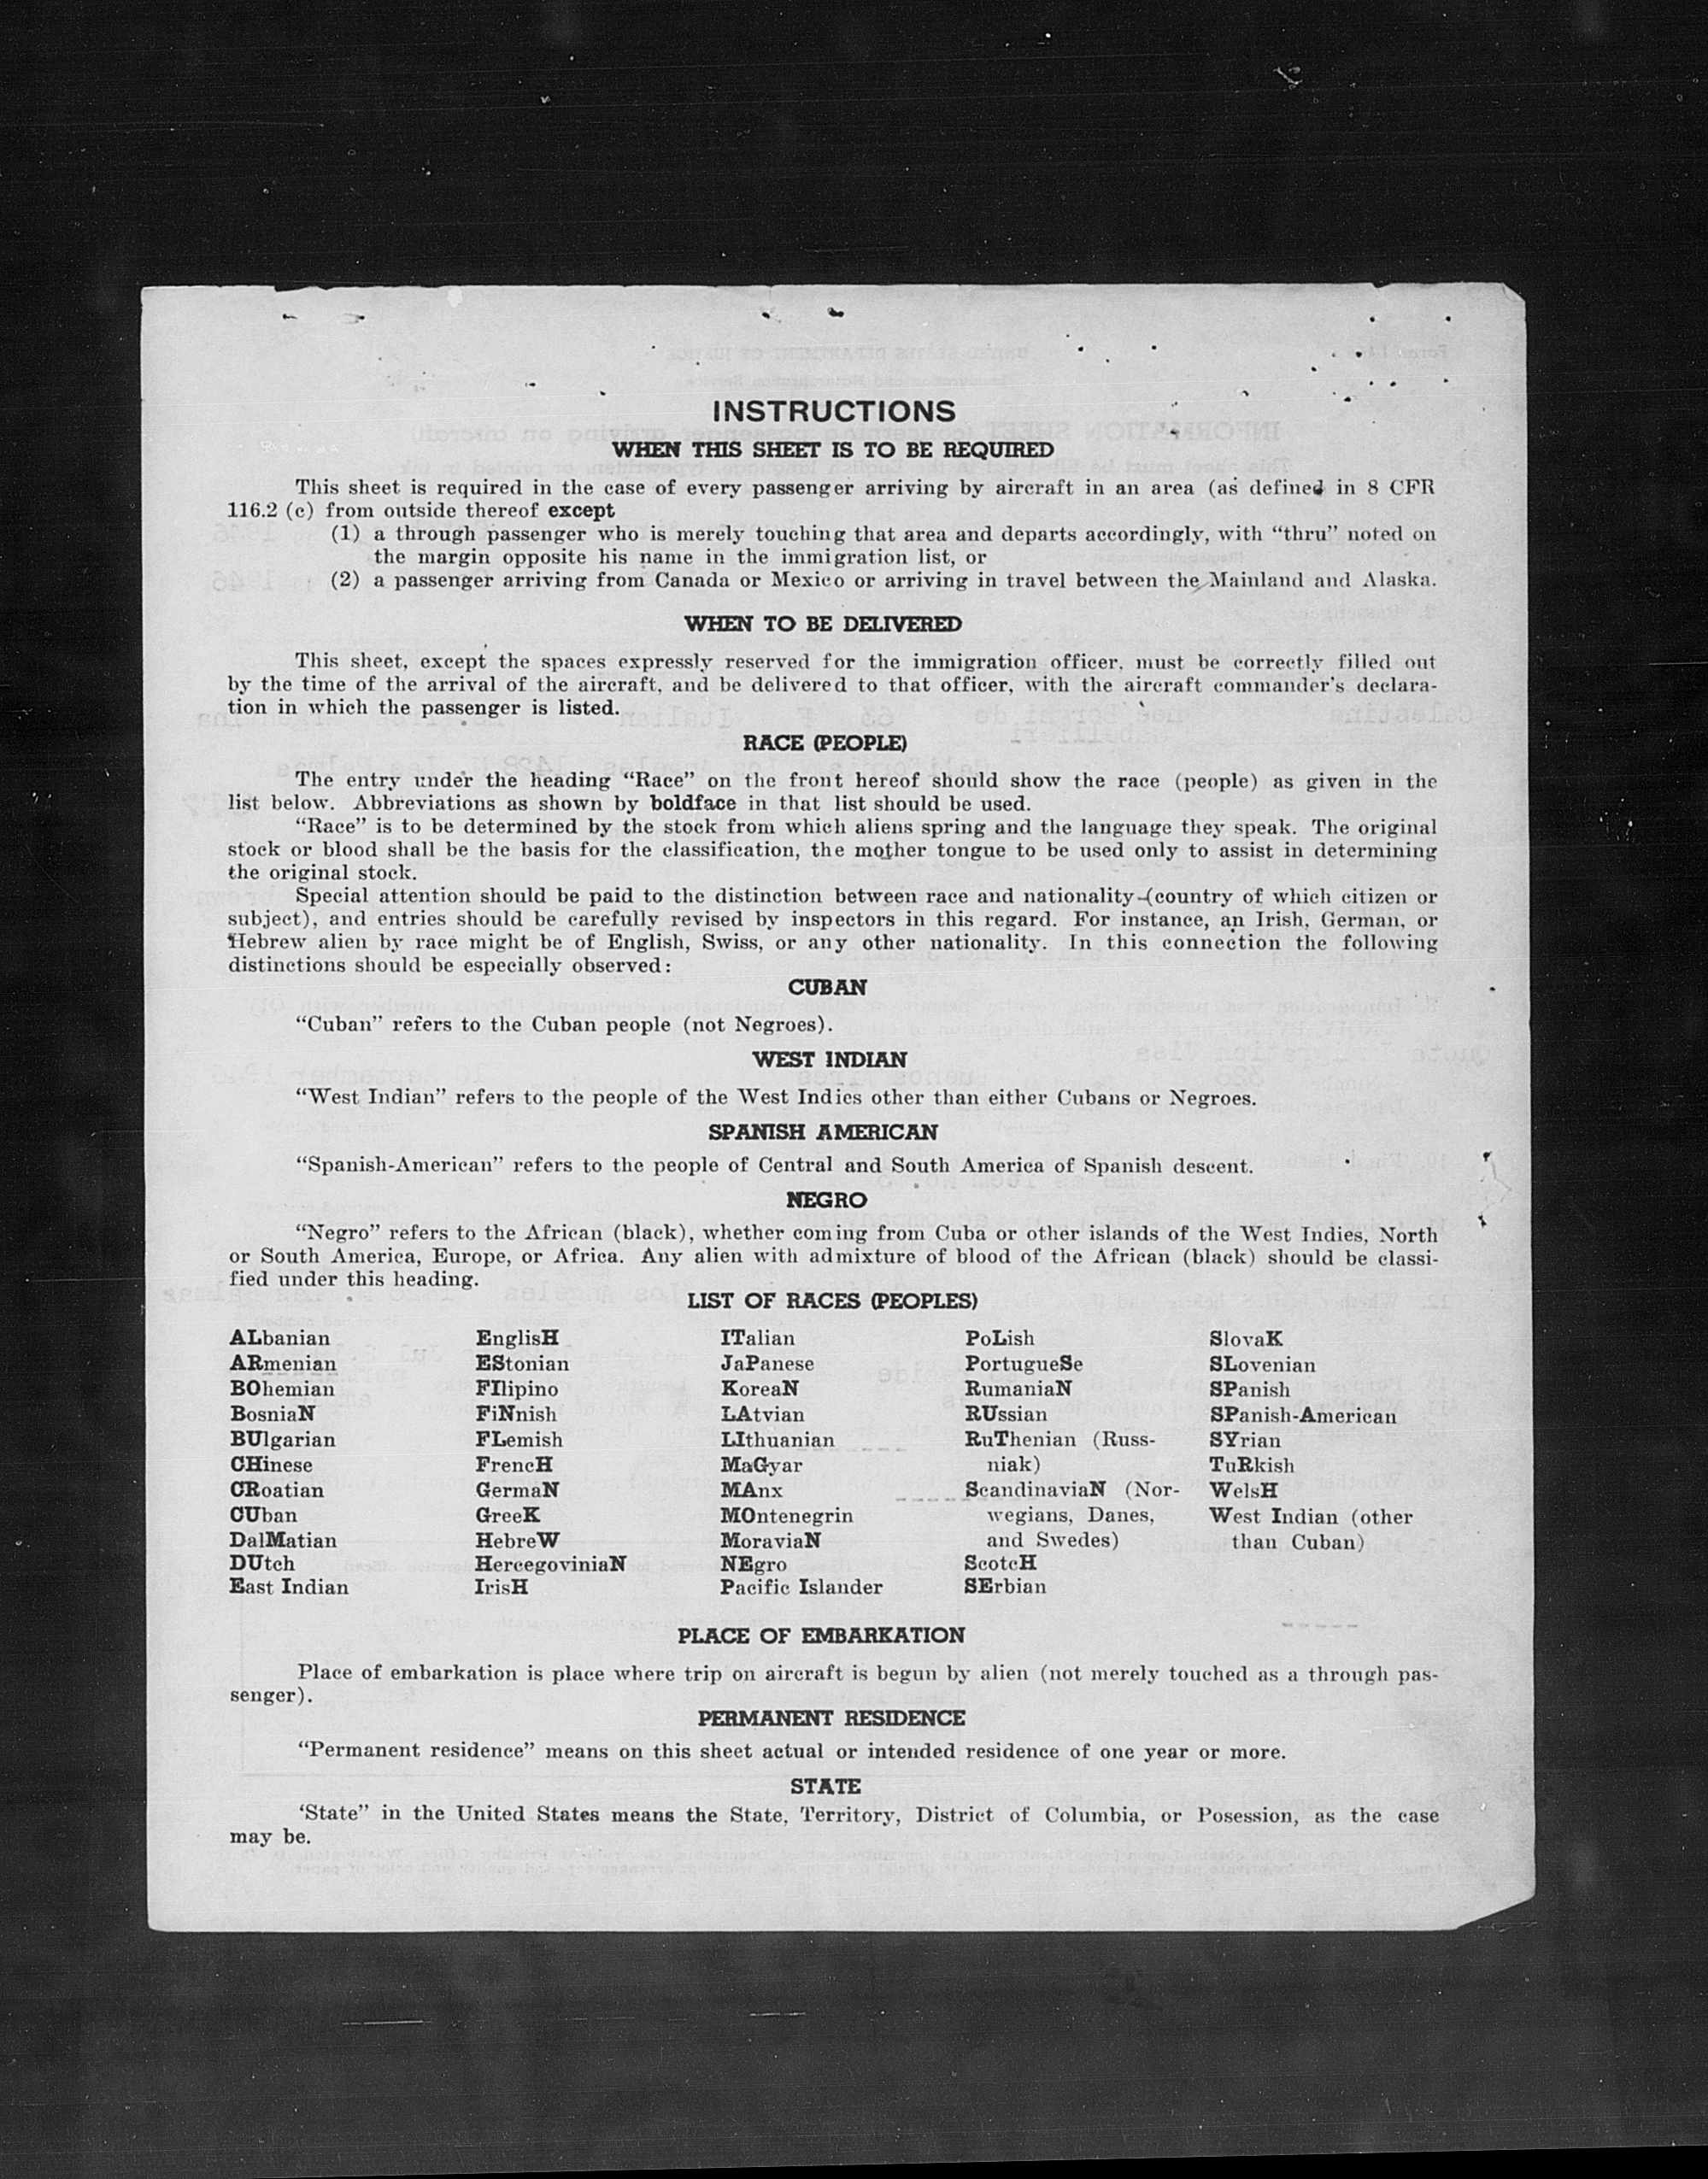 INSTRUCTIONS
WHEN THIS SHEET IS TO BE REQUIRED
This sheet is required in the case of every passenger arriving by aircraft in an area (as defined in 8 CFR
116.2 (c) from outside thereof except
(1) a through passenger who is merely touching that area and departs accordingly, with "thru" noted on
the margin opposite his name in the immigration list, or
(2) a passenger arriving from Canada or Mexico or arriving in travel between the Mainland and Alaska.
WHEN TO BE DELIVERED
This sheet, except the spaces expressly reserved for the immigration officer, must be correctly filled out
by the time of the arrival of the aircraft, and be delivered to that officer, with the aircraft commander's declara-
tion in which the passenger is listed.
RACE (PEOPLE)
The entry under the heading "Race" on the front hereof should show the race (people) as given in the
list below. Abbreviations as shown by boldface in that list should be used.
"Race" is to be determined by the stock from which aliens spring and the language they speak. The original
stock or blood shall be the basis for the classification, the mother tongue to be used only to assist in determining
the original stock.
Special attention should be paid to the distinction between race and nationality (country of which citizen or
subject), and entries should be carefully revised by inspectors in this regard. For instance, an Irish, German, or
Hebrew alien by race might be of English, Swiss, or any other nationality. In this connection the following
distinctions should be especially observed:
CUBAN
"Cuban" refers to the Cuban people (not Negroes).
WEST INDIAN
"West Indian" refers to the people of the West Indies other than either Cubans or Negroes.
SPANISH AMERICAN
"Spanish-American" refers to the people of Central and South America of Spanish descent.
NEGRO
"Negro" refers to the African (black), whether coming from Cuba or other islands of the West Indies, North
or South America, Europe, or Africa. Any alien with admixture of blood of the African (black) should be classi-
fied under this heading.
LIST OF RACES (PEOPLES)
ALbanian
ARmenian
BOhemian
BosniaN
BUlgarian
CHinese
CRoatian
CUban
DalMatian
DUtch
East Indian
EnglisH
EStonian
FIlipino
FiNnish
FLemish
FrencH
GermaN
GreeK
HebreW
HercegoviniaN
IrisH
ITalian
JaPanese
KoreaN
LAtvian
LIthuanian
MaGyar
MAnx
MOntenegrin
MoraviaN
NEgro
Pacific Islander
PoLish
PortugueSe
RumaniaN
RUssian
RuThenian (Russ-
niak)
ScandinaviaN (Nor-
wegians, Danes,
and Swedes)
ScotcH
SErbian
SlovaK
SLovenian
SPanish
SPanish-American
SYrian
TuRkish
WelsH
West Indian (other
than Cuban)
PLACE OF EMBARKATION
Place of embarkation is place where trip on aircraft is begun by alien (not merely touched as a through pas-
senger).
PERMANENT RESIDENCE
"Permanent residence" means on this sheet actual or intended residence of one year or more.
STATE
'State" in the United States means the State, Territory, District of Columbia, or Posession, as the case
may be.